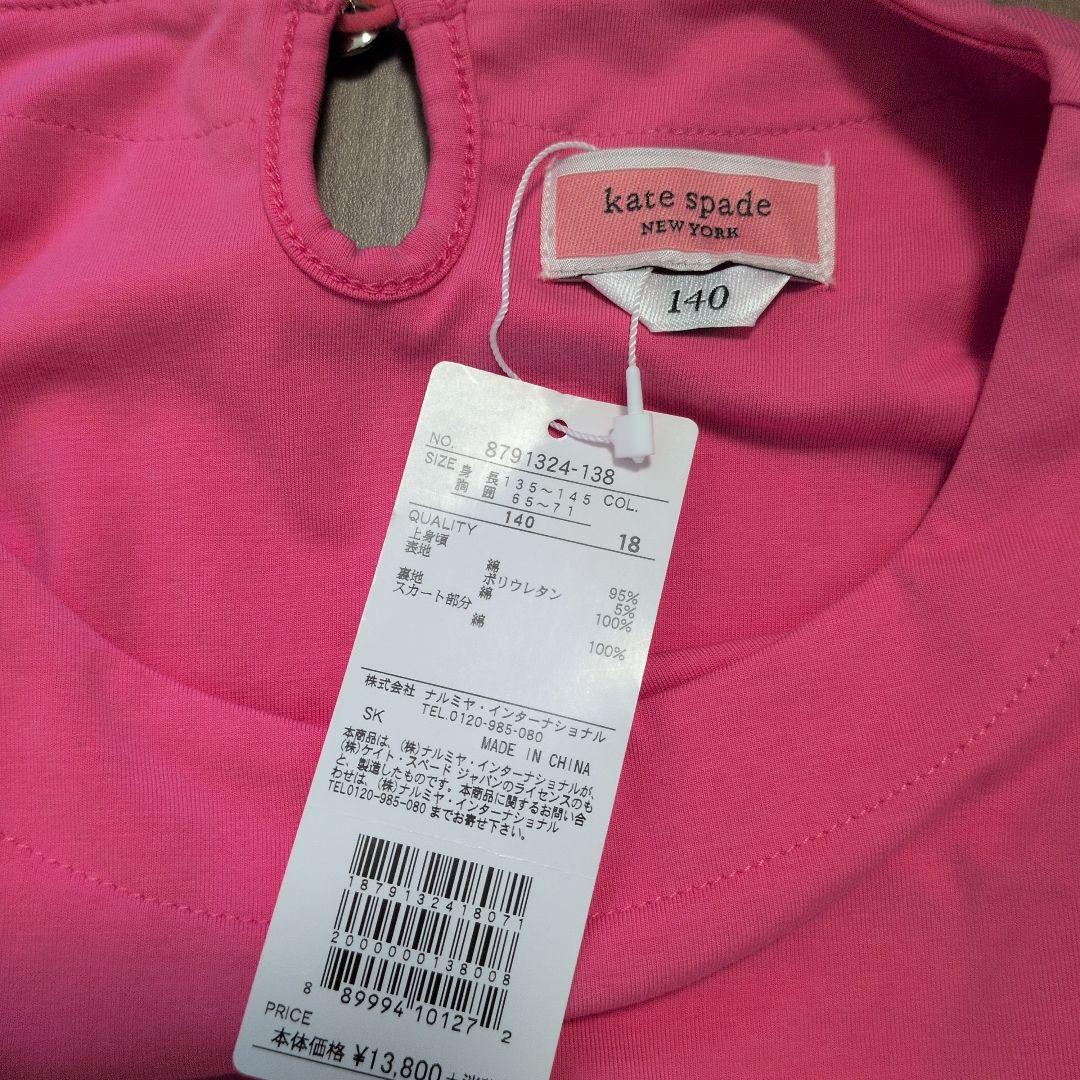 kate spade
NEW YORK
140
NO. 8791324-138
SIZE 身長 135～145 COL.
胸囲 65～71
140 18
QUALITY
上身頃
表地 綿 95%
ポリウレタン 5%
裏地 綿 100%
スカート部分
綿 100%
株式会社 ナルミヤ・インターナショナル
TEL.0120-985-080
SK MADE IN CHINA
本商品は、(株)ナルミヤ・インターナショナルが、
(株)ケイト・スペード ジャパンのライセンスのも
と、製造したものです。本商品に関するお問い合
わせは、(株)ナルミヤ・インターナショナル
TEL0120-985-080 までお寄せ下さい。
1879132418071
2000000138008
8 89994 10127 2
PRICE
本体価格 ¥13,800